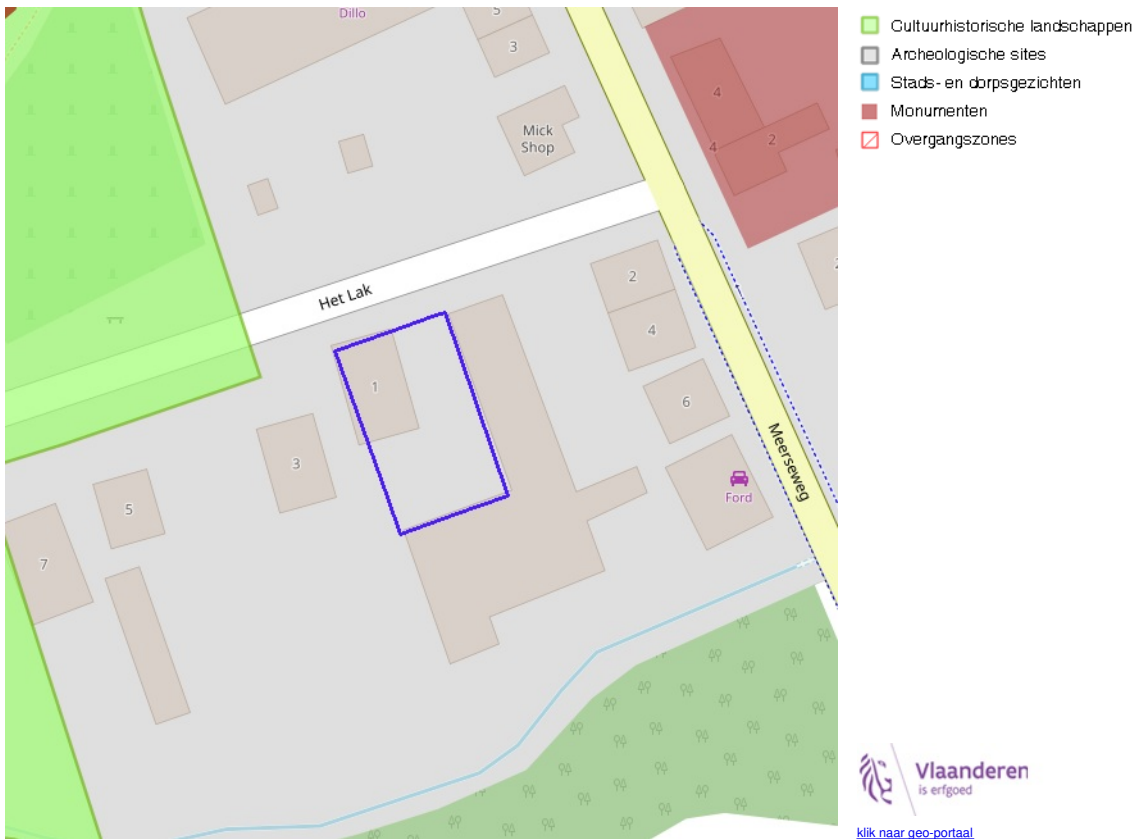 Dillo
5
3
Mick
Shop
4
4
2
Het Lak
2
4
6
1
3
5
7
Ford
Meerseweg
Cultuurhistorische landschappen
Archeologische sites
Stads- en dorpsgezichten
Monumenten
Overgangszones
Vlaanderen
is erfgoed
klik naar geo-portaal